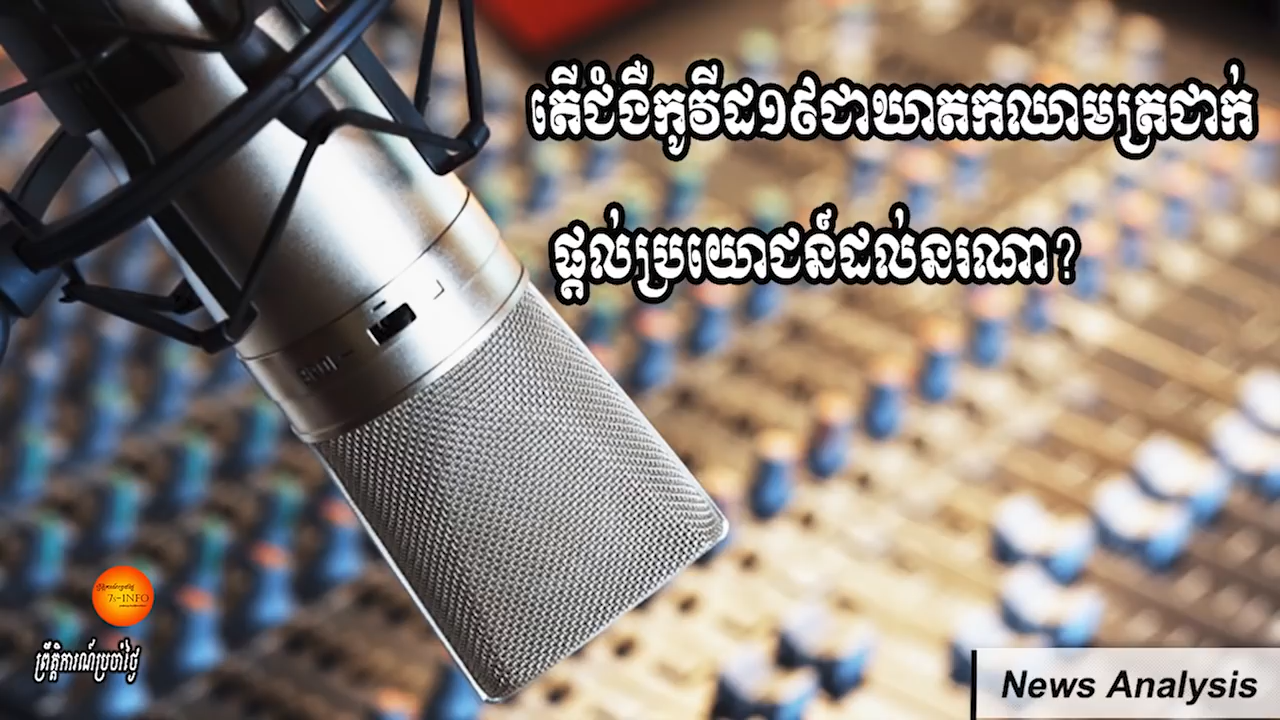 តើជំងឺកូវីដ១៩ជាឃាតកឈាមត្រជាក់
ផ្តល់ប្រយោជន៍ដល់នរណា?
7s-INFO
ព្រឹត្តិការណ៍ប្រចាំថ្ងៃ
News Analysis